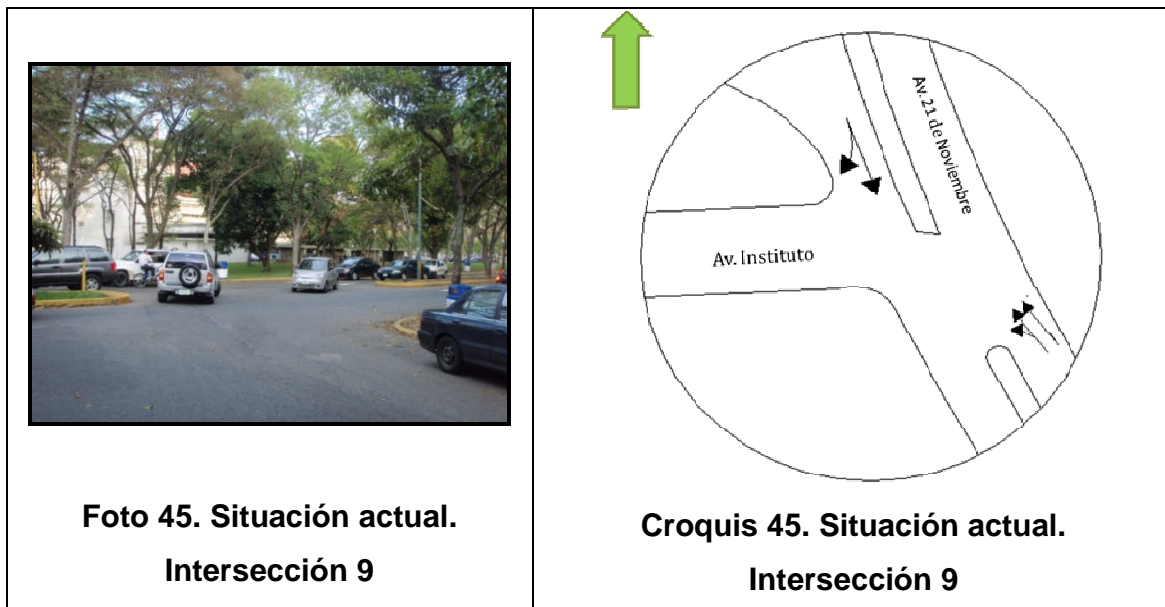 Foto 45. Situación actual.
Intersección 9
Av. 21 de Noviembre
Av. Instituto
Croquis 45. Situación actual.
Intersección 9